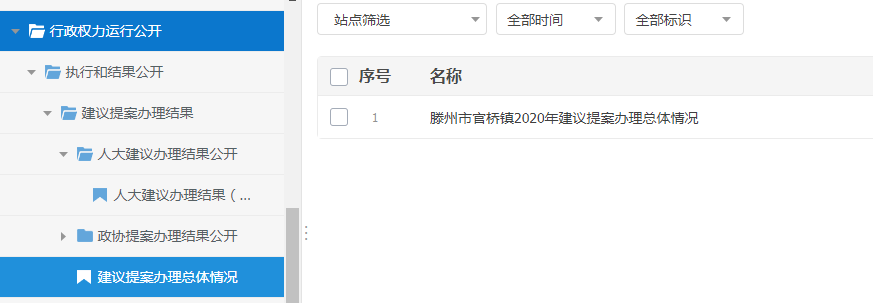 行政权力运行公开
执行和结果公开
建议提案办理结果
人大建议办理结果公开
人大建议办理结果（...
政协提案办理结果公开
建议提案办理总体情况
站点筛选 全部时间 全部标识
序号 名称
1 滕州市官桥镇2020年建议提案办理总体情况